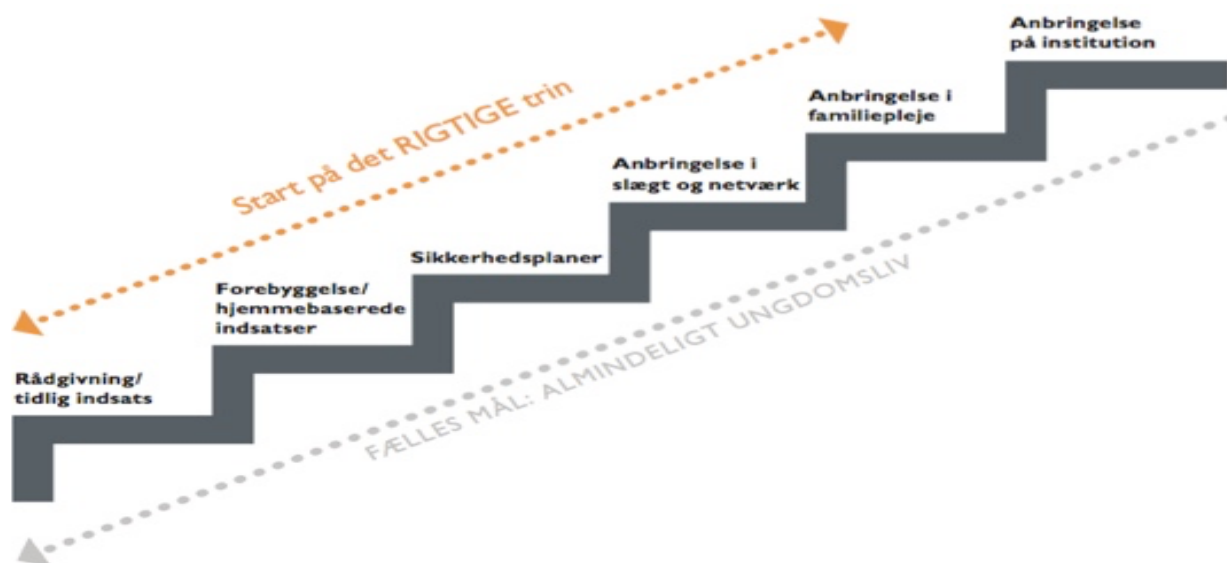 Anbringelse
på institution
Start på det RIGTIGE trin
Anbringelse i
familiepleje
Anbringelse i
slægt og netværk
Sikkerhedsplaner
Forebyggelse/
hjemmebaserede
indsatser
Rådgivning/
tidlig indsats
FÆLLES MÅL: ALMINDELIGT UNGDOMSLIV